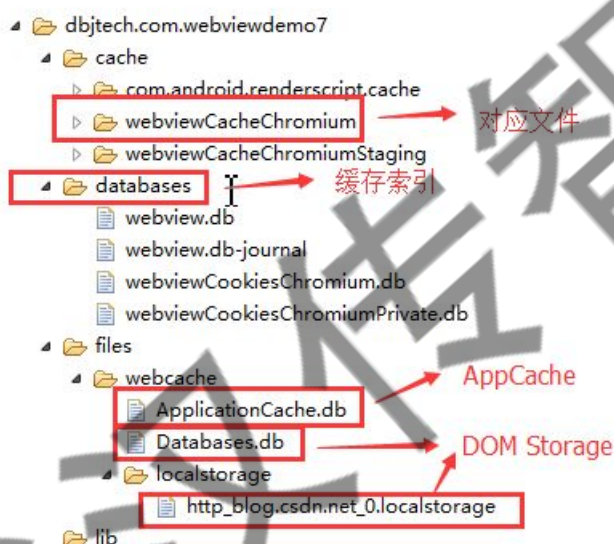 dbjtech.com.webviewdemo7
cache
com.android.renderscript.cache
webviewCacheChromium 对应文件
webviewCacheChromiumStaging
databases 缓存索引
webview.db
webview.db-journal
webviewCookiesChromium.db
webviewCookiesChromiumPrivate.db
files
webcache
AppCache
ApplicationCache.db
Databases.db DOM Storage
localstorage
http_blog.csdn.net_0.localstorage
lib